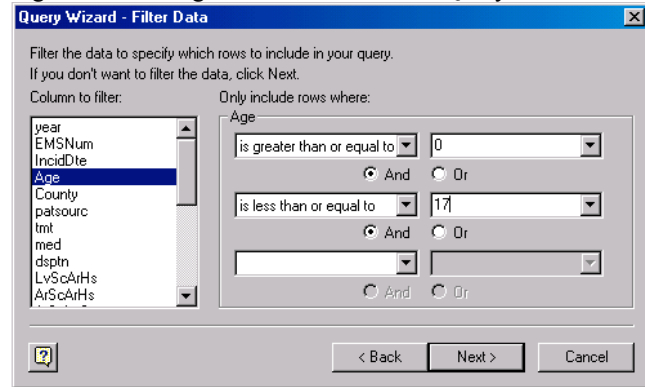 Query Wizard - Filter Data
Filter the data to specify which rows to include in your query.
If you don't want to filter the data, click Next.
Column to filter:
Only include rows where:
year
EMSNum
IncidDte
Age
County
patsourc
tmt
med
dsptn
LvScArHs
ArScArHs
Age
is greater than or equal to 0
And Or
is less than or equal to 17
And Or
And Or
? < Back Next > Cancel